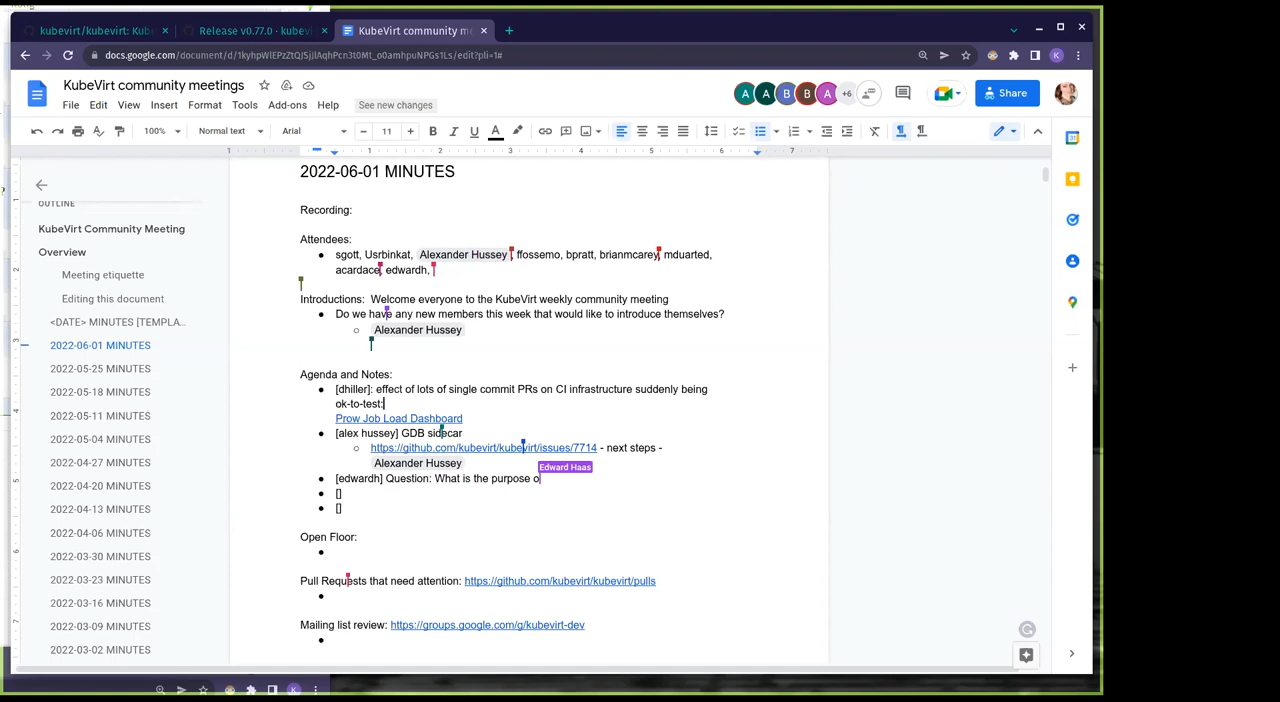 kubevirt/kubevirt: Kub
Release v0.77.0 · kubevi
KubeVirt community m
docs.google.com/document/d/1kyhpWlEPzZtQJSjJlAqhPcn3t0Mt_o0amhpuNPGs1Ls/edit?pli=1#
K
KubeVirt community meetings
File Edit View Insert Format Tools Add-ons Help See new changes
A A B B A +6
Share
100% Normal text Arial 11 B I U A
1 1 2 3 4 5 6 7
OUTLINE
KubeVirt Community Meeting
Overview
Meeting etiquette
Editing this document
<DATE> MINUTES [TEMPLA...
2022-06-01 MINUTES
2022-05-25 MINUTES
2022-05-18 MINUTES
2022-05-11 MINUTES
2022-05-04 MINUTES
2022-04-27 MINUTES
2022-04-20 MINUTES
2022-04-13 MINUTES
2022-04-06 MINUTES
2022-03-30 MINUTES
2022-03-23 MINUTES
2022-03-16 MINUTES
2022-03-09 MINUTES
2022-03-02 MINUTES
2022-06-01 MINUTES
Recording:
Attendees:
● sgott, Usrbinkat, Alexander Hussey , ffossemo, bpratt, brianmcarey, mduarted,
acardace, edwardh,
Introductions: Welcome everyone to the KubeVirt weekly community meeting
● Do we have any new members this week that would like to introduce themselves?
○ Alexander Hussey
Agenda and Notes:
● [dhiller]: effect of lots of single commit PRs on CI infrastructure suddenly being
ok-to-test:
Prow Job Load Dashboard
● [alex hussey] GDB sidecar
○ https://github.com/kubevirt/kubevirt/issues/7714 - next steps -
Alexander Hussey
Edward Haas
● [edwardh] Question: What is the purpose o
● []
● []
Open Floor:
●
Pull Requests that need attention: https://github.com/kubevirt/kubevirt/pulls
●
Mailing list review: https://groups.google.com/g/kubevirt-dev
●
K